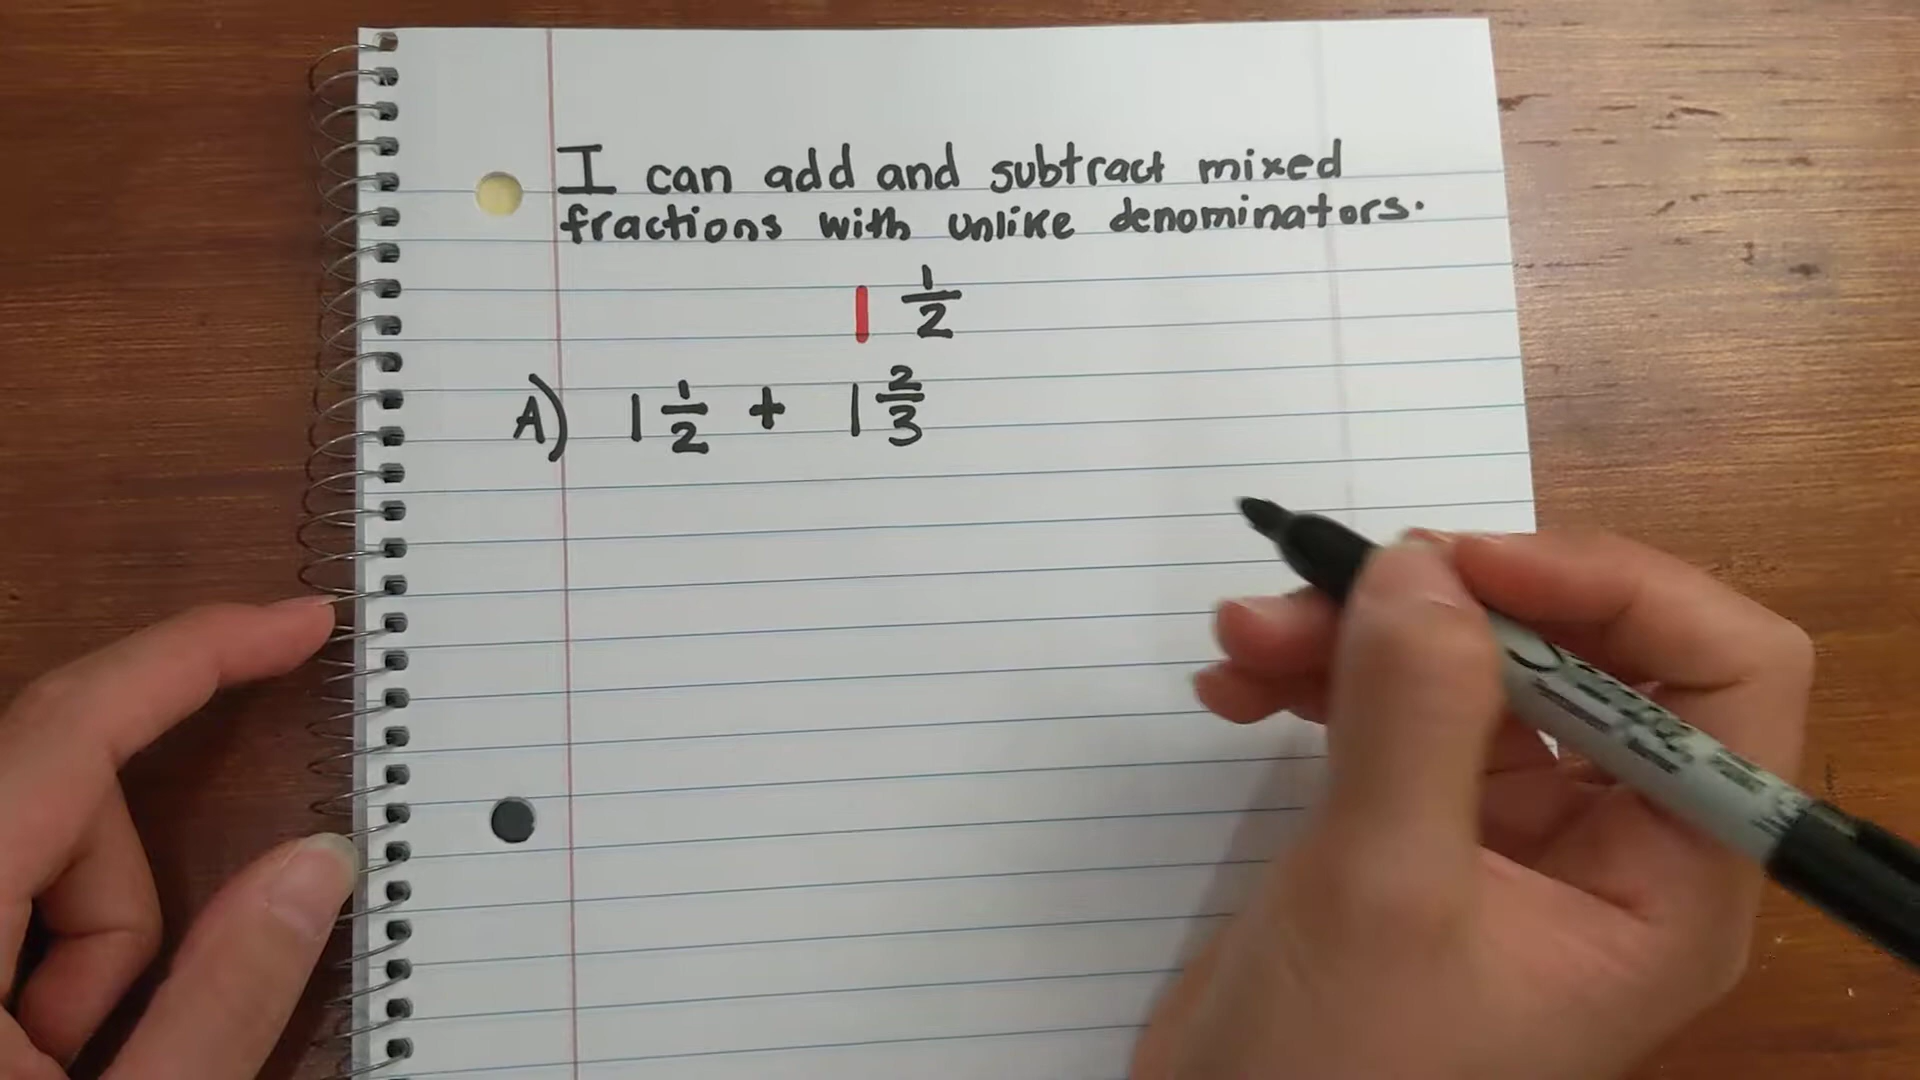 I can add and subtract mixed
fractions with unlike denominators.
1 1/2
A) 1 1/2 + 1 2/3